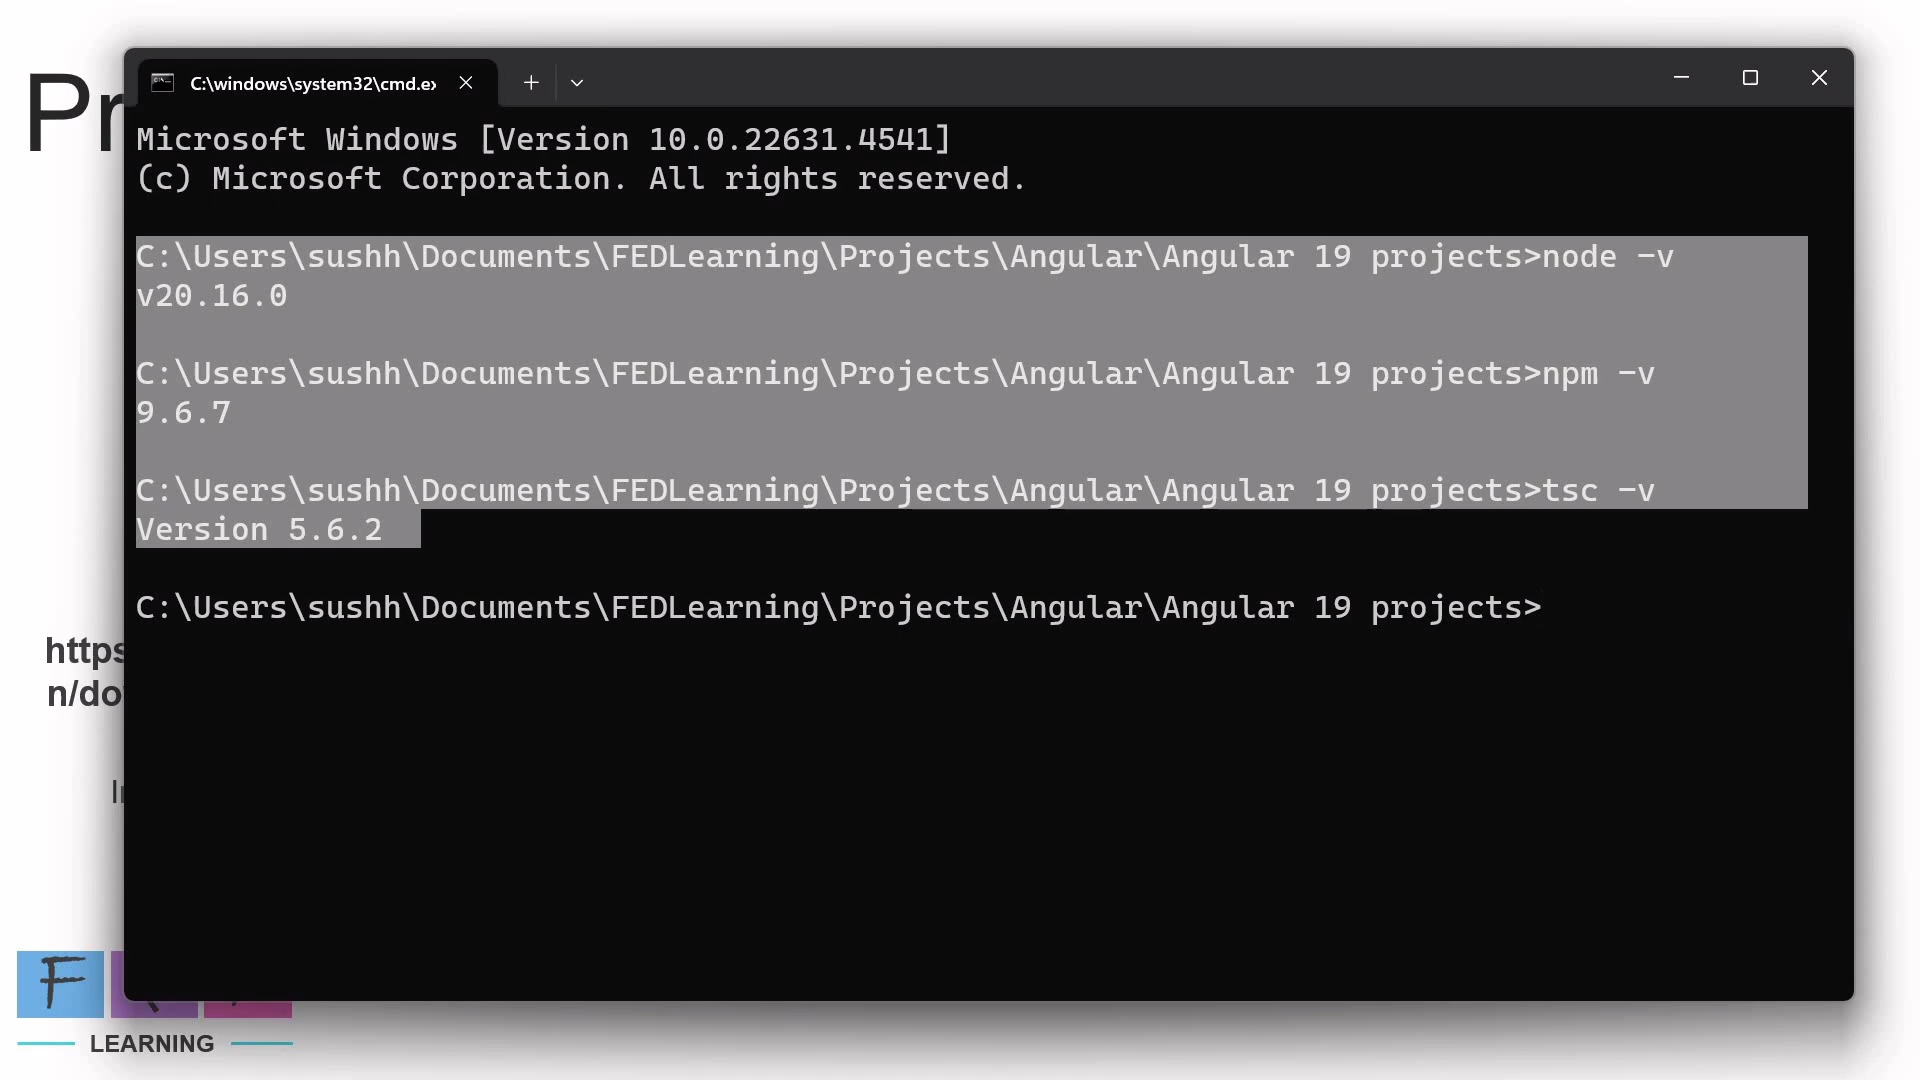 Pr
C:\windows\system32\cmd.e
Microsoft Windows [Version 10.0.22631.4541]
(c) Microsoft Corporation. All rights reserved.
C:\Users\sushh\Documents\FEDLearning\Projects\Angular\Angular 19 projects>node -v
v20.16.0
C:\Users\sushh\Documents\FEDLearning\Projects\Angular\Angular 19 projects>npm -v
9.6.7
C:\Users\sushh\Documents\FEDLearning\Projects\Angular\Angular 19 projects>tsc -v
Version 5.6.2
C:\Users\sushh\Documents\FEDLearning\Projects\Angular\Angular 19 projects>
https
n/do
F
LEARNING